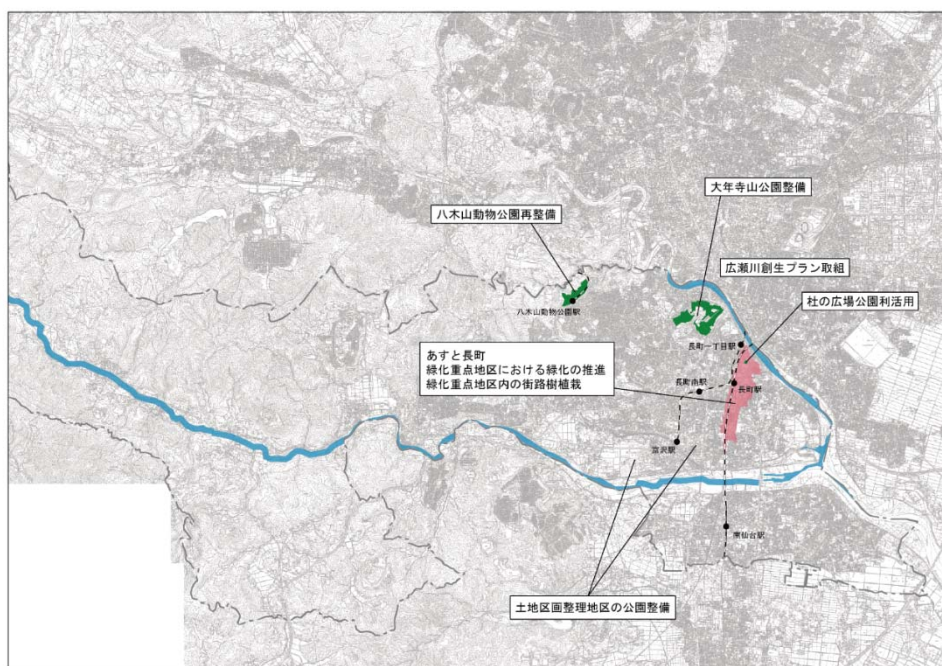 大年寺山公園整備
八木山動物公園再整備
広瀬川創生プラン取組
八木山動物公園駅
杜の広場公園利活用
長町一丁目駅
あすと長町
緑化重点地区における緑化の推進
緑化重点地区内の街路樹植栽
長町南駅
長町駅
富沢駅
南仙台駅
土地区画整理地区の公園整備